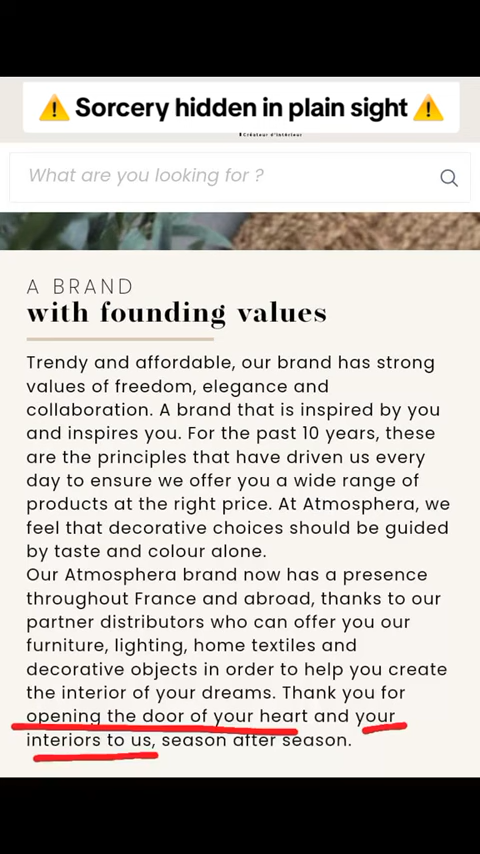 ⚠️ Sorcery hidden in plain sight ⚠️
Créateur d'intérieur
What are you looking for ?
A BRAND
with founding values
Trendy and affordable, our brand has strong
values of freedom, elegance and
collaboration. A brand that is inspired by you
and inspires you. For the past 10 years, these
are the principles that have driven us every
day to ensure we offer you a wide range of
products at the right price. At Atmosphera, we
feel that decorative choices should be guided
by taste and colour alone.
Our Atmosphera brand now has a presence
throughout France and abroad, thanks to our
partner distributors who can offer you our
furniture, lighting, home textiles and
decorative objects in order to help you create
the interior of your dreams. Thank you for
opening the door of your heart and your
interiors to us, season after season.